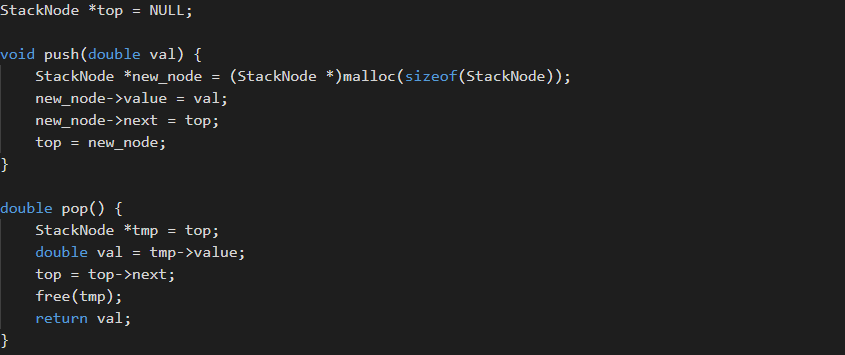 StackNode *top = NULL;
void push(double val) {
StackNode *new_node = (StackNode *)malloc(sizeof(StackNode));
new_node->value = val;
new_node->next = top;
top = new_node;
}
double pop() {
StackNode *tmp = top;
double val = tmp->value;
top = top->next;
free(tmp);
return val;
}